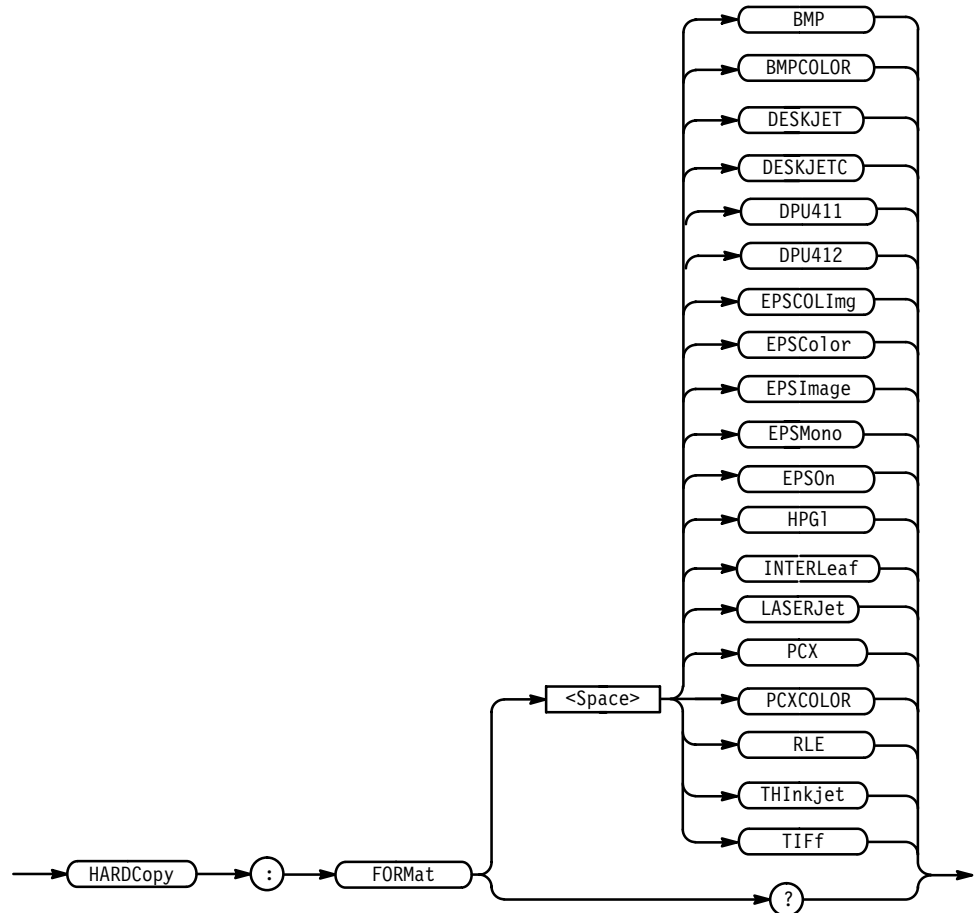 BMP
BMPCOLOR
DESKJET
DESKJETC
DPU411
DPU412
EPSCOLImg
EPSColor
EPSImage
EPSMono
EPSOn
HPGl
INTERLeaf
LASERJet
PCX
<Space>
PCXCOLOR
RLE
THInkjet
TIFf
HARDCopy : FORMat
?